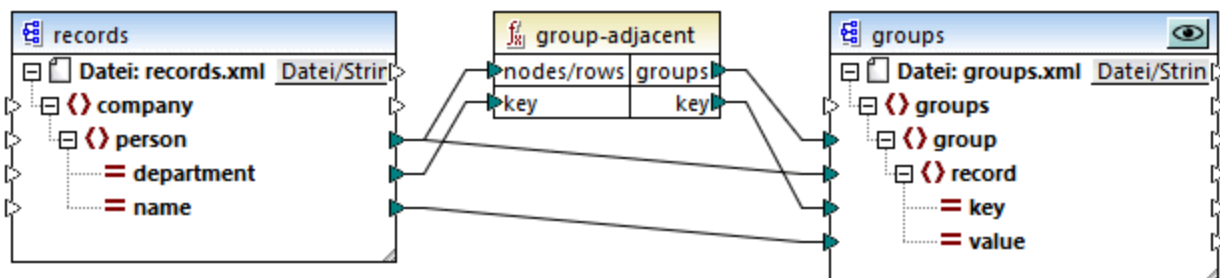 records
Datei: records.xml Datei/Strin
company
person
department
name
group-adjacent
nodes/rows groups
key key
groups
Datei: groups.xml Datei/Strin
groups
group
record
key
value